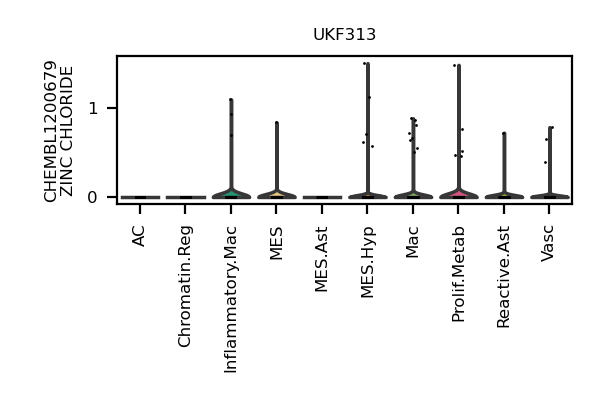 UKF313
CHEMBL1200679
ZINC CHLORIDE
1
0
AC
Chromatin.Reg
Inflammatory.Mac
MES
MES.Ast
MES.Hyp
Mac
Prolif.Metab
Reactive.Ast
Vasc